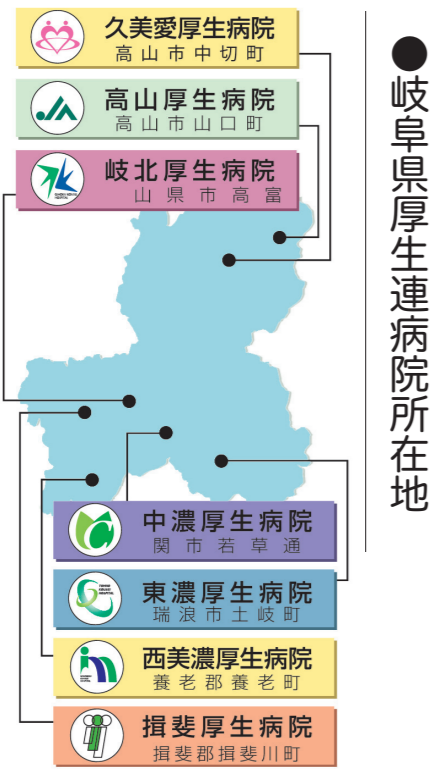 ●岐阜県厚生連病院所在地
久美愛厚生病院
高山市中切町
高山厚生病院
高山市山口町
岐北厚生病院
山県市高富
中濃厚生病院
関市若草通
東濃厚生病院
瑞浪市土岐町
西美濃厚生病院
養老郡養老町
揖斐厚生病院
揖斐郡揖斐川町